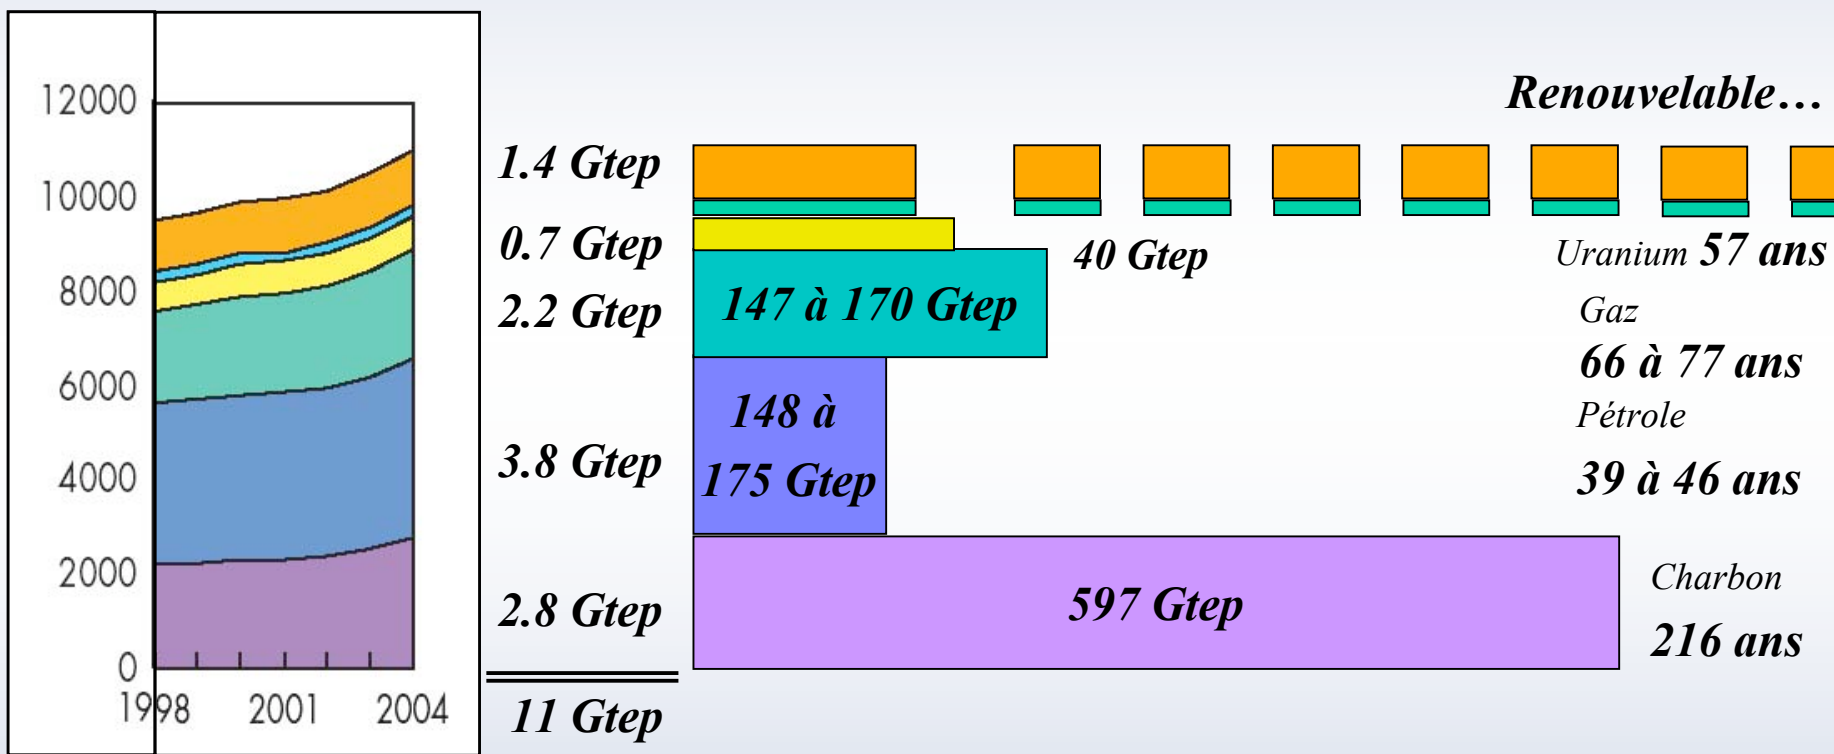 12000
10000
8000
6000
4000
2000
0
1998 2001 2004
1.4 Gtep
0.7 Gtep
2.2 Gtep
3.8 Gtep
2.8 Gtep
11 Gtep
40 Gtep
147 à 170 Gtep
148 à
175 Gtep
597 Gtep
Renouvelable…
Uranium 57 ans
Gaz
66 à 77 ans
Pétrole
39 à 46 ans
Charbon
216 ans